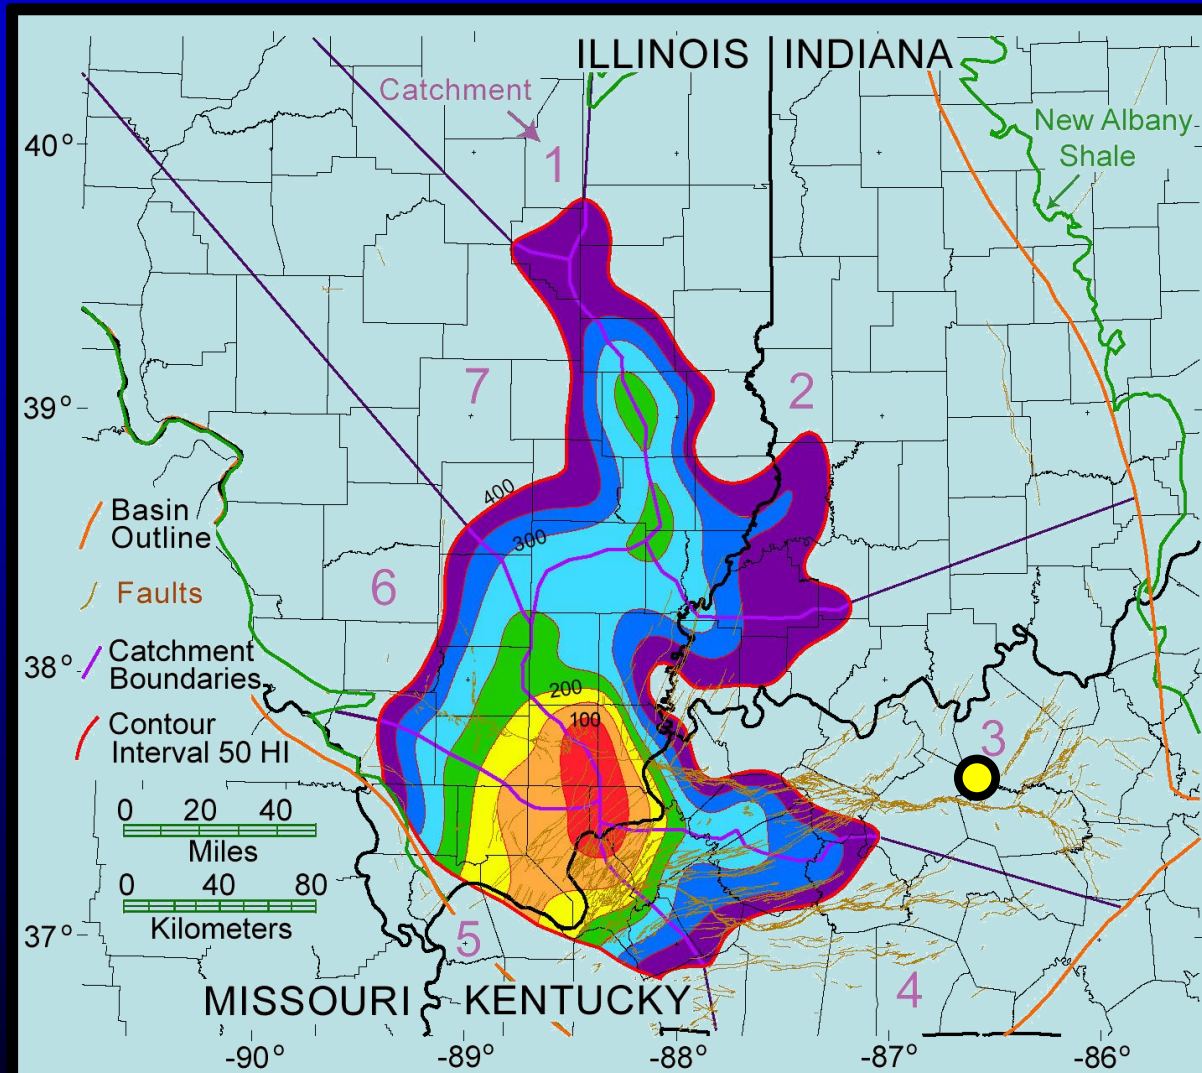 ILLINOIS
INDIANA
Catchment
New Albany
Shale
40°
1
39°
7
2
400
300
Basin
Outline
Faults
6
Catchment
Boundaries
38°
200
100
Contour
Interval 50 HI
3
0 20 40
Miles
0 40 80
Kilometers
37°
5
4
MISSOURI
KENTUCKY
-90°
-89°
-88°
-87°
-86°